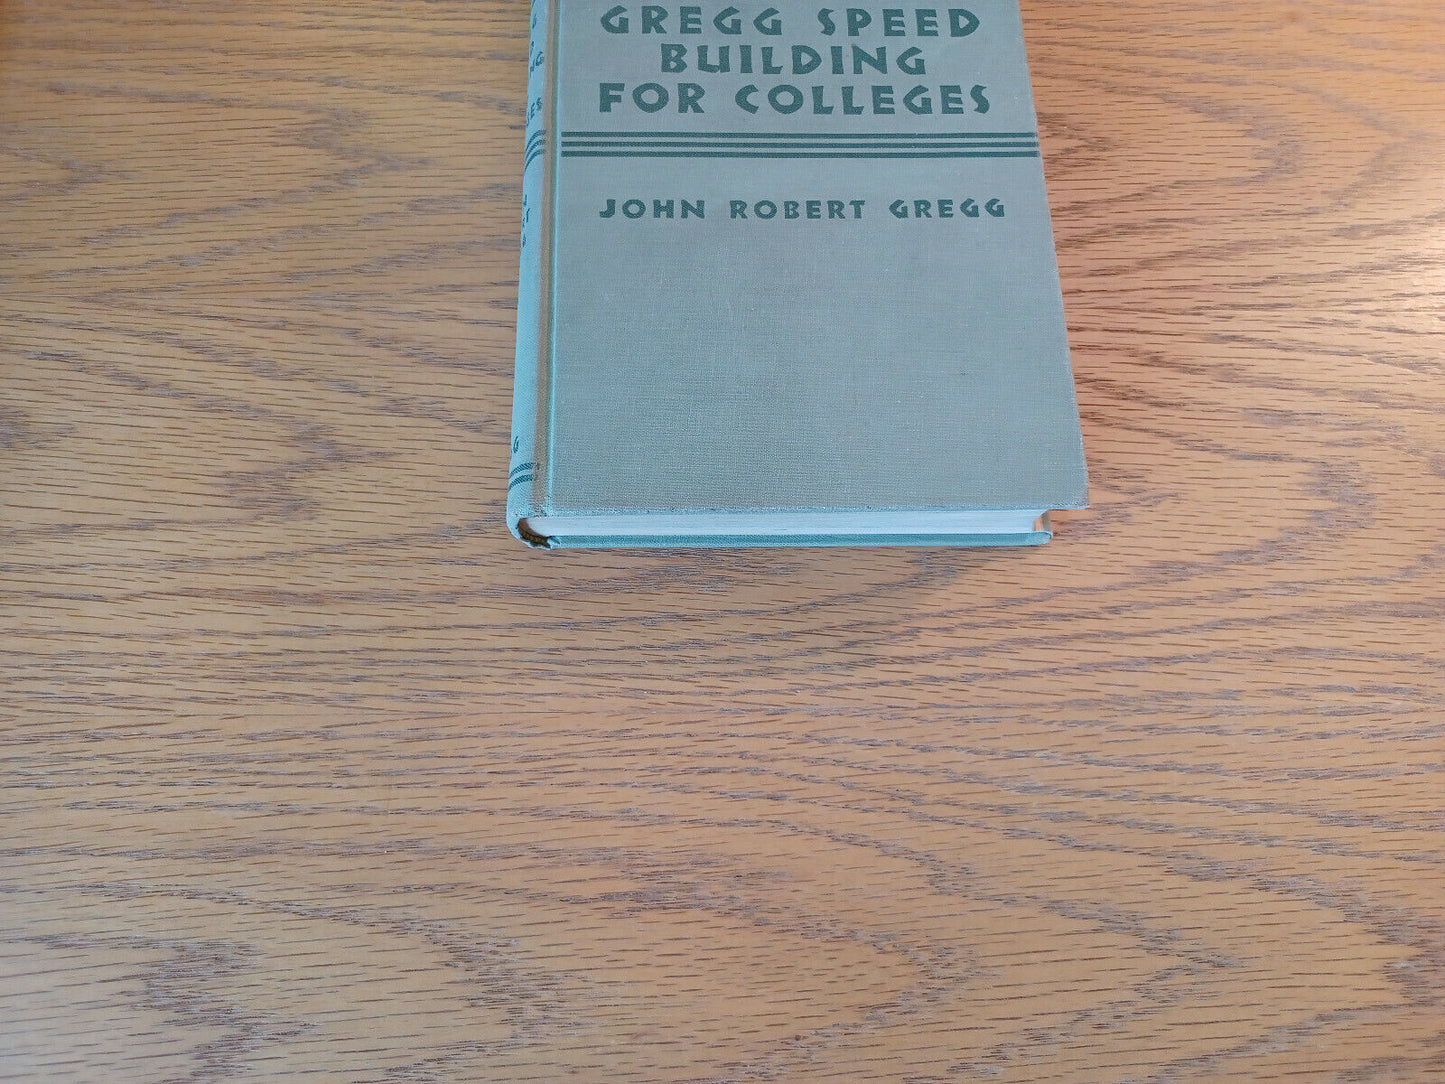 GREGG SPEED
BUILDING
FOR COLLEGES
JOHN ROBERT GREGG